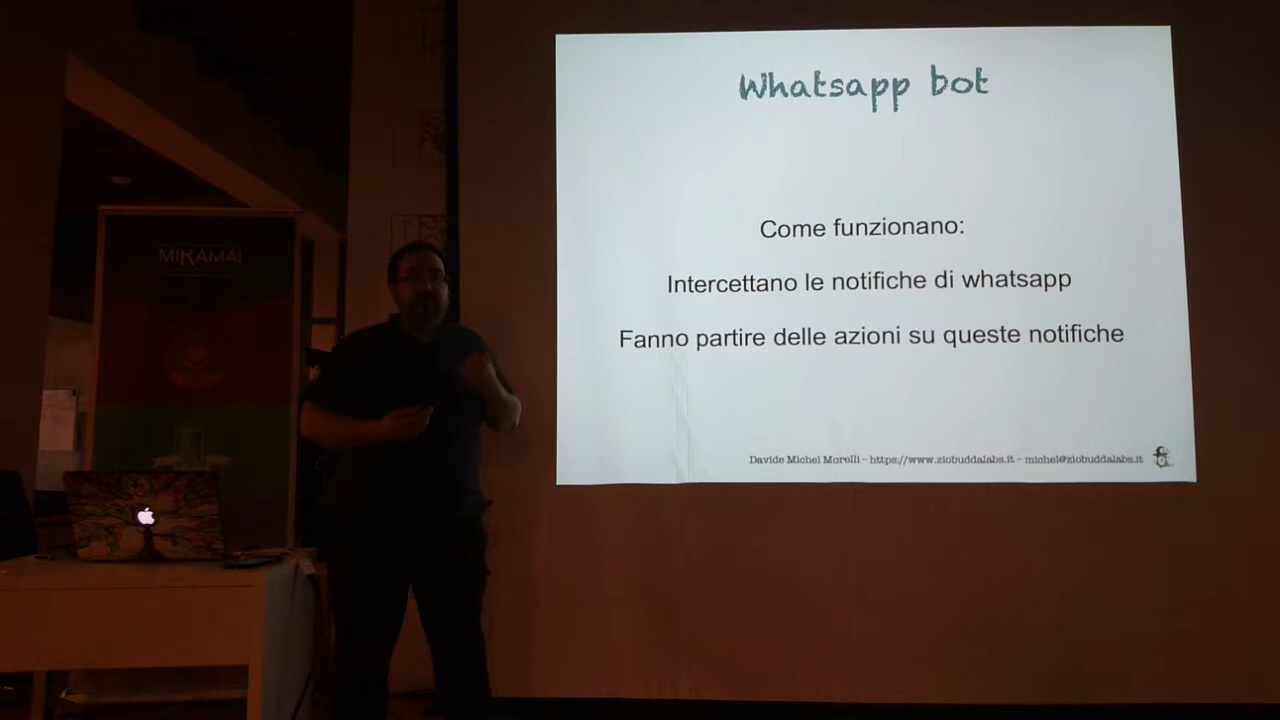 Whatsapp bot
Come funzionano:
Intercettano le notifiche di whatsapp
Fanno partire delle azioni su queste notifiche
Davide Michel Morelli - https://www.ziobuddalabs.it - michel@ziobuddalabs.it
MIKAMAI